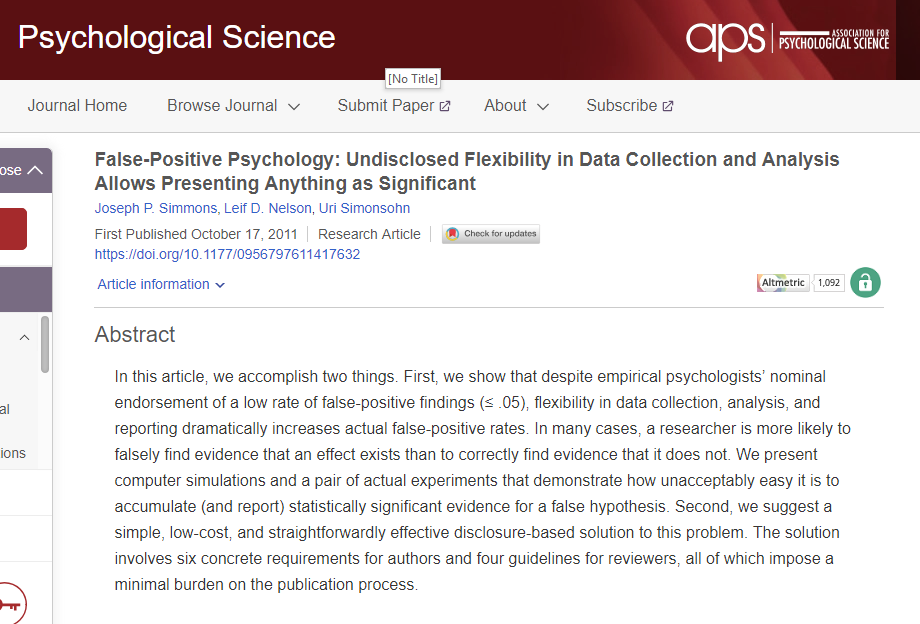 Psychological Science
aps ASSOCIATION FOR
PSYCHOLOGICAL SCIENCE
[No Title]
Journal Home Browse Journal Submit Paper About Subscribe
ose
False-Positive Psychology: Undisclosed Flexibility in Data Collection and Analysis
Allows Presenting Anything as Significant
Joseph P. Simmons, Leif D. Nelson, Uri Simonsohn
First Published October 17, 2011 Research Article Check for updates
https://doi.org/10.1177/0956797611417632
Article information
Altmetric 1,092
Abstract
In this article, we accomplish two things. First, we show that despite empirical psychologists’ nominal
endorsement of a low rate of false-positive findings (≤ .05), flexibility in data collection, analysis, and
al
reporting dramatically increases actual false-positive rates. In many cases, a researcher is more likely to
ions
falsely find evidence that an effect exists than to correctly find evidence that it does not. We present
computer simulations and a pair of actual experiments that demonstrate how unacceptably easy it is to
accumulate (and report) statistically significant evidence for a false hypothesis. Second, we suggest a
simple, low-cost, and straightforwardly effective disclosure-based solution to this problem. The solution
involves six concrete requirements for authors and four guidelines for reviewers, all of which impose a
minimal burden on the publication process.